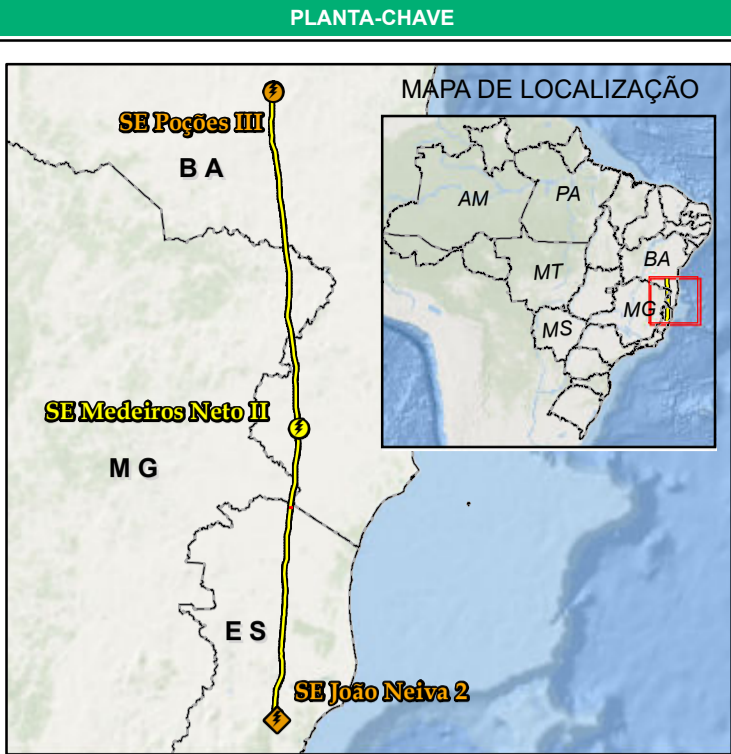 PLANTA-CHAVE
MAPA DE LOCALIZAÇÃO
SE Poções III
B A
AM
PA
BA
MT
MG
MS
SE Medeiros Neto II
M G
E S
SE João Neiva 2